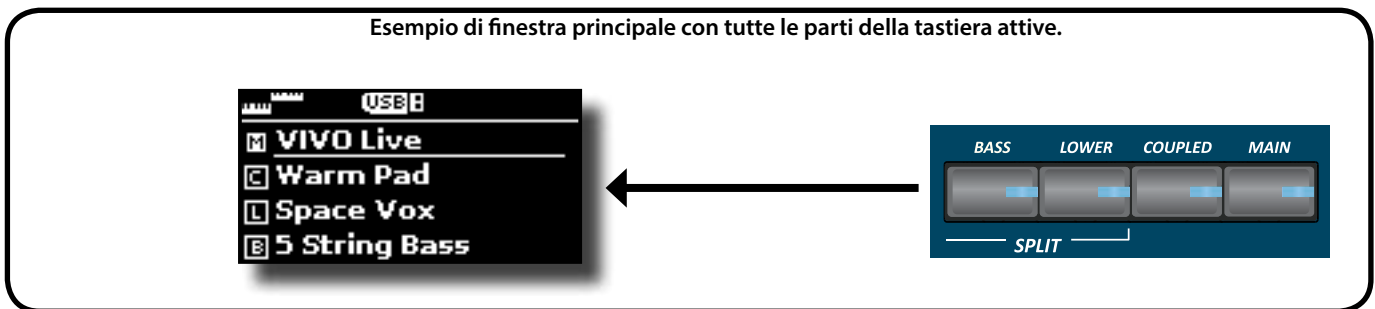 Esempio di finestra principale con tutte le parti della tastiera attive.
USB
M VIVO Live
C Warm Pad
L Space Vox
B 5 String Bass
BASS LOWER COUPLED MAIN
SPLIT